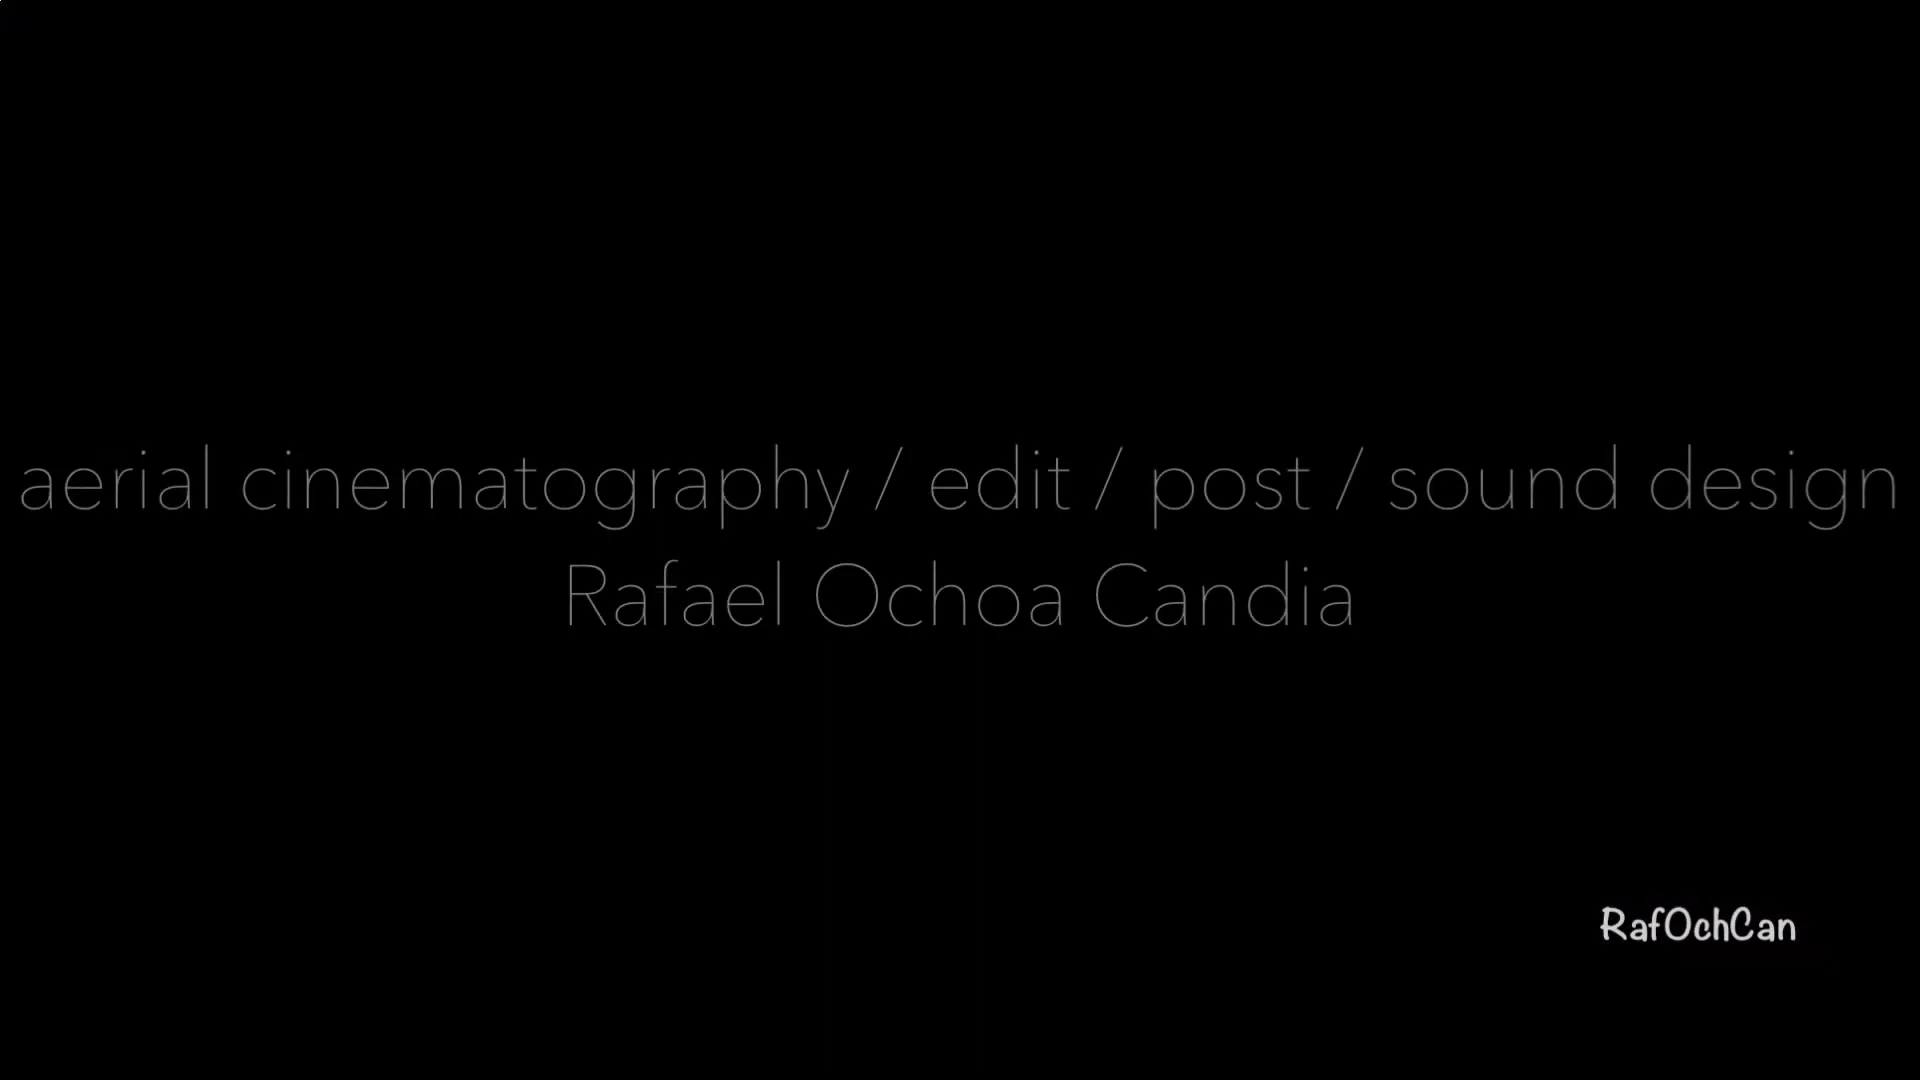 aerial cinematography / edit / post / sound design
Rafael Ochoa Candia
RafOchCan